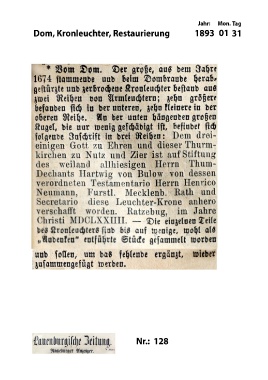 Jahr: Mon. Tag
Dom, Kronleuchter, Restaurierung 1893 01 31
* Vom Dom. Der große, aus dem Jahre
1674 stammende und beim Dombrande herab-
gestürzte und zerbrochene Kronleuchter bestand aus
zwei Reihen von Armleuchtern; zehn größere
befanden sich in der unteren, zehn kleinere in der
oberen Reihe. An der unten hängenden großen
Kugel, die nur wenig geschädigt ist, befindet sich
folgende Inschrift in drei Reihen: Dem drei-
einigen Gott zu Ehren und dieser Thum-
kirchen zu Nutz und Zier ist auf Stiftung
des weiland allhiesigen Herren Thum-
Dechants Hartwig von Bulow von dessen
verordneten Testamentario Herren Henrico
Neumann, Furstl. Mecklenb. Rath und
Secretario diese Leuchter-Krone anhero
verschafft worden. Ratzebug, im Jahre
Christi MDCLXXIIII. — Die einzelnen Teile
des Kronleuchters sind bis auf wenige, wohl als
„Andenken“ entführte Stücke gesammelt worden
und sollen, um das fehlende ergänzt, wieder
zusammengefügt werden.
Lauenburgische Zeitung.
Nr.: 128